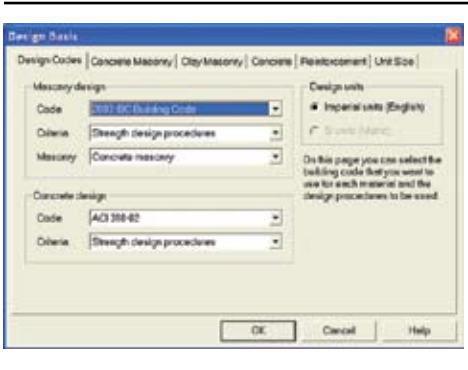 Design Basis
Design Codes Concrete Masonry Clay Masonry Concrete Reinforcement Unit Size
Masonry design
Code 2003 IBC Building Code
Criteria Strength design procedures
Masonry Concrete masonry
Concrete design
Code ACI 318-02
Criteria Strength design procedures
Design units
Imperial units (English)
SI units (Metric)
On this page you can select the
building code that you want to
use for each material and the
design procedures to be used.
OK Cancel Help